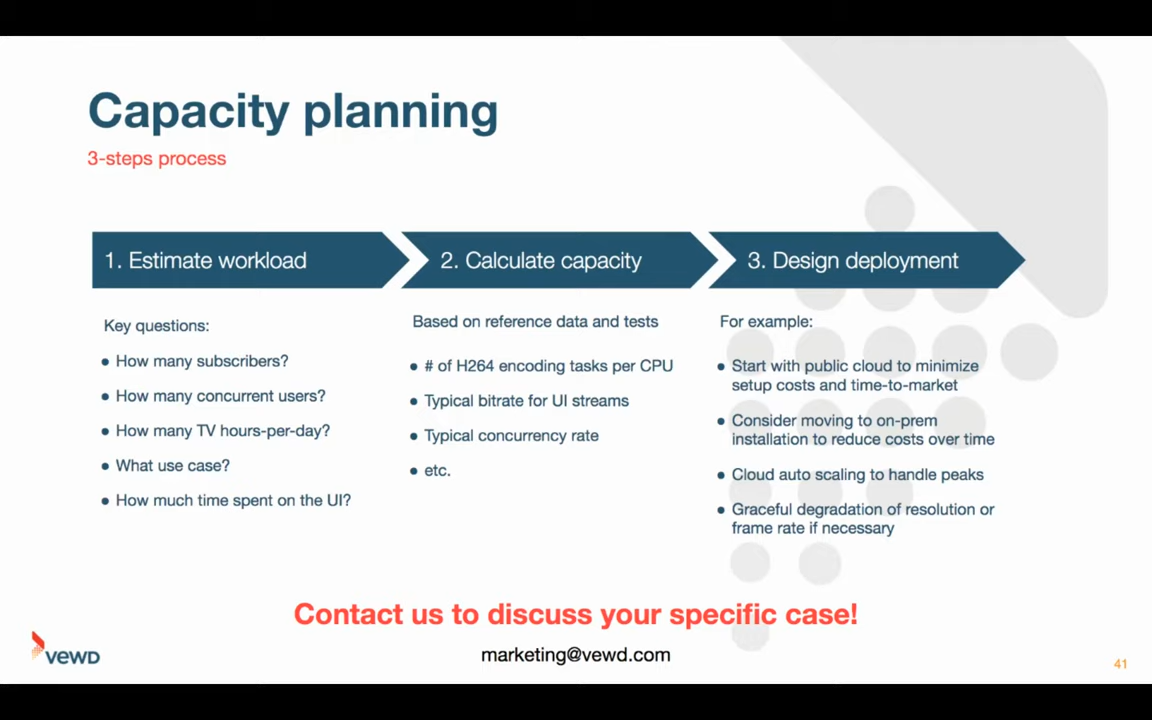 Capacity planning
3-steps process
1. Estimate workload
2. Calculate capacity
3. Design deployment
Key questions:
• How many subscribers?
• How many concurrent users?
• How many TV hours-per-day?
• What use case?
• How much time spent on the UI?
Based on reference data and tests
• # of H264 encoding tasks per CPU
• Typical bitrate for UI streams
• Typical concurrency rate
• etc.
For example:
• Start with public cloud to minimize
setup costs and time-to-market
• Consider moving to on-prem
installation to reduce costs over time
• Cloud auto scaling to handle peaks
• Graceful degradation of resolution or
frame rate if necessary
Contact us to discuss your specific case!
marketing@vewd.com
vewd
41